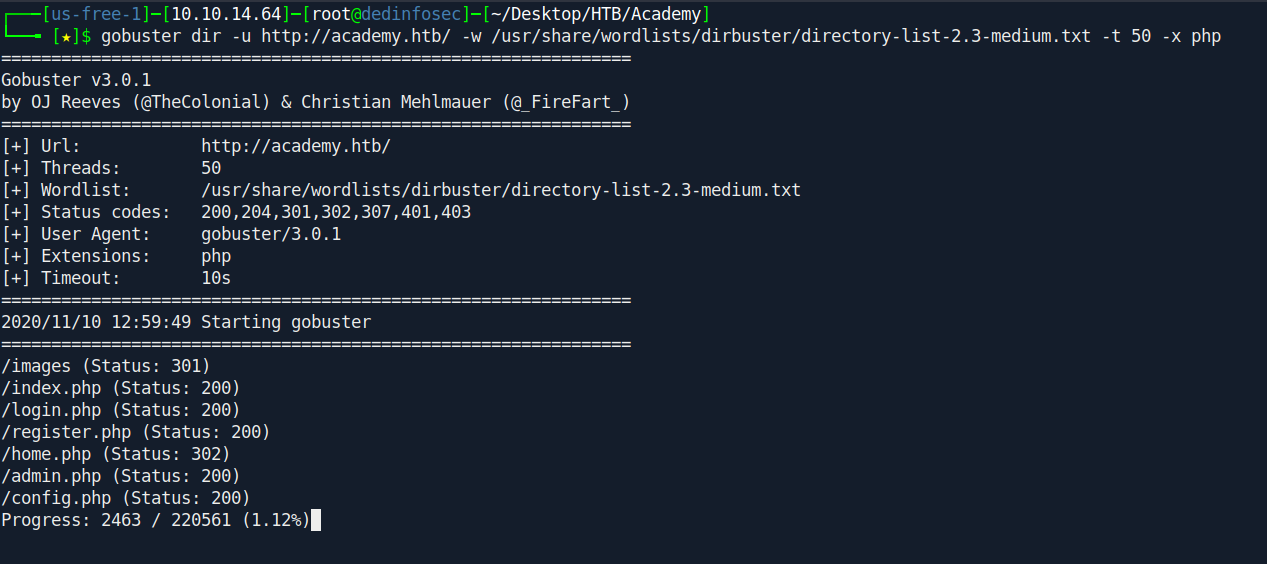 ┌──[us-free-1]─[10.10.14.64]─[root@dedinfosec]─[~/Desktop/HTB/Academy]
└──╼ [★]$ gobuster dir -u http://academy.htb/ -w /usr/share/wordlists/dirbuster/directory-list-2.3-medium.txt -t 50 -x php
===============================================================
Gobuster v3.0.1
by OJ Reeves (@TheColonial) & Christian Mehlmauer (@_FireFart_)
===============================================================
[+] Url:            http://academy.htb/
[+] Threads:        50
[+] Wordlist:       /usr/share/wordlists/dirbuster/directory-list-2.3-medium.txt
[+] Status codes:   200,204,301,302,307,401,403
[+] User Agent:     gobuster/3.0.1
[+] Extensions:     php
[+] Timeout:        10s
===============================================================
2020/11/10 12:59:49 Starting gobuster
===============================================================
/images (Status: 301)
/index.php (Status: 200)
/login.php (Status: 200)
/register.php (Status: 200)
/home.php (Status: 302)
/admin.php (Status: 200)
/config.php (Status: 200)
Progress: 2463 / 220561 (1.12%)